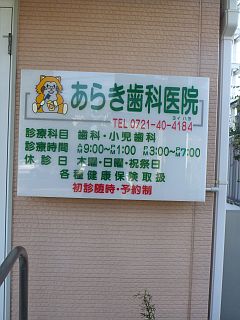 あらき歯科医院
TEL 0721-40-4184
診療科目 歯科・小児歯科
診療時間 AM9:00~PM1:00 PM3:00~PM7:00
休診日 木曜・日曜・祝祭日
各種健康保険取扱
初診随時・予約制